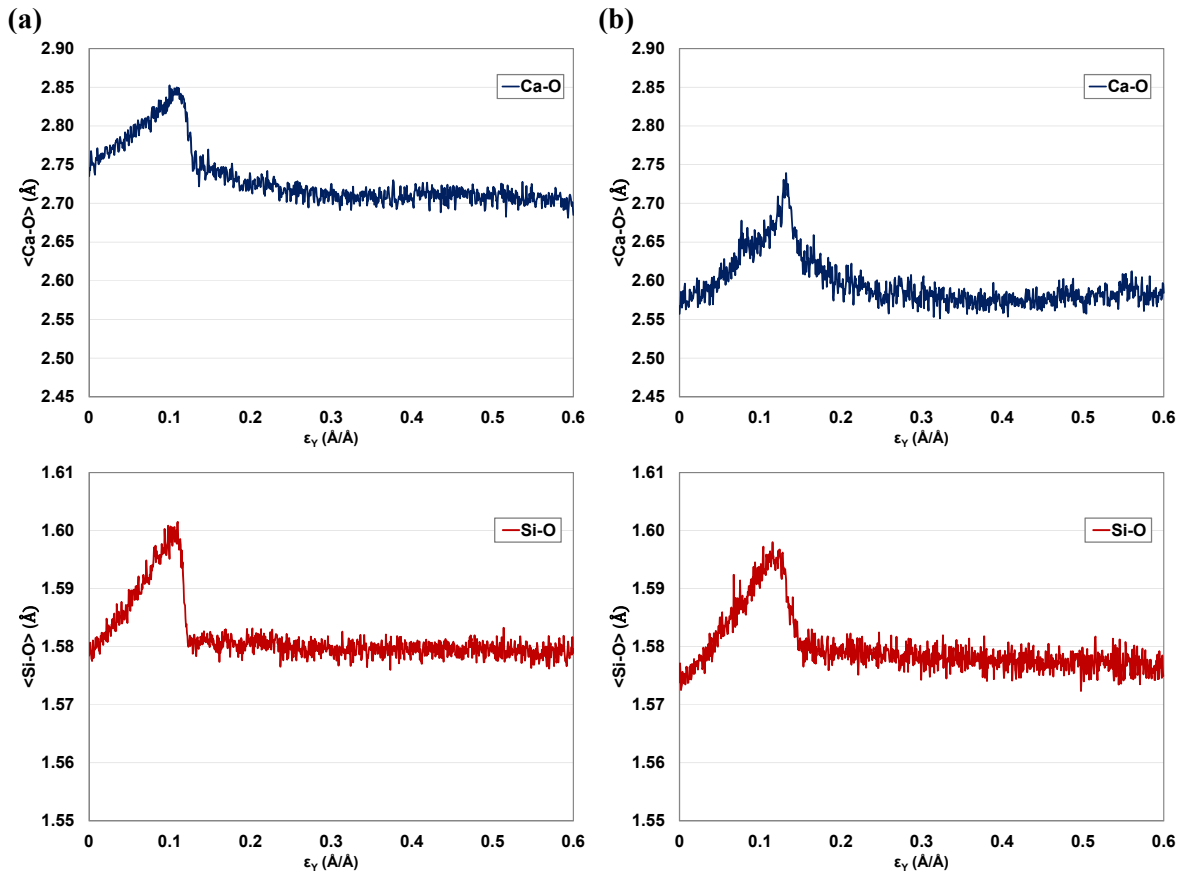 (a)
2.90
2.85
2.80
2.75
2.70
2.65
2.60
2.55
2.50
2.45
<Ca-O> (Å)
Ca-O
0 0.1 0.2 0.3 0.4 0.5 0.6
εY (Å/Å)
(b)
2.90
2.85
2.80
2.75
2.70
2.65
2.60
2.55
2.50
2.45
<Ca-O> (Å)
Ca-O
0 0.1 0.2 0.3 0.4 0.5 0.6
εY (Å/Å)
1.61
1.60
1.59
1.58
1.57
1.56
1.55
<Si-O> (Å)
Si-O
0 0.1 0.2 0.3 0.4 0.5 0.6
εY (Å/Å)
1.61
1.60
1.59
1.58
1.57
1.56
1.55
<Si-O> (Å)
Si-O
0 0.1 0.2 0.3 0.4 0.5 0.6
εY (Å/Å)